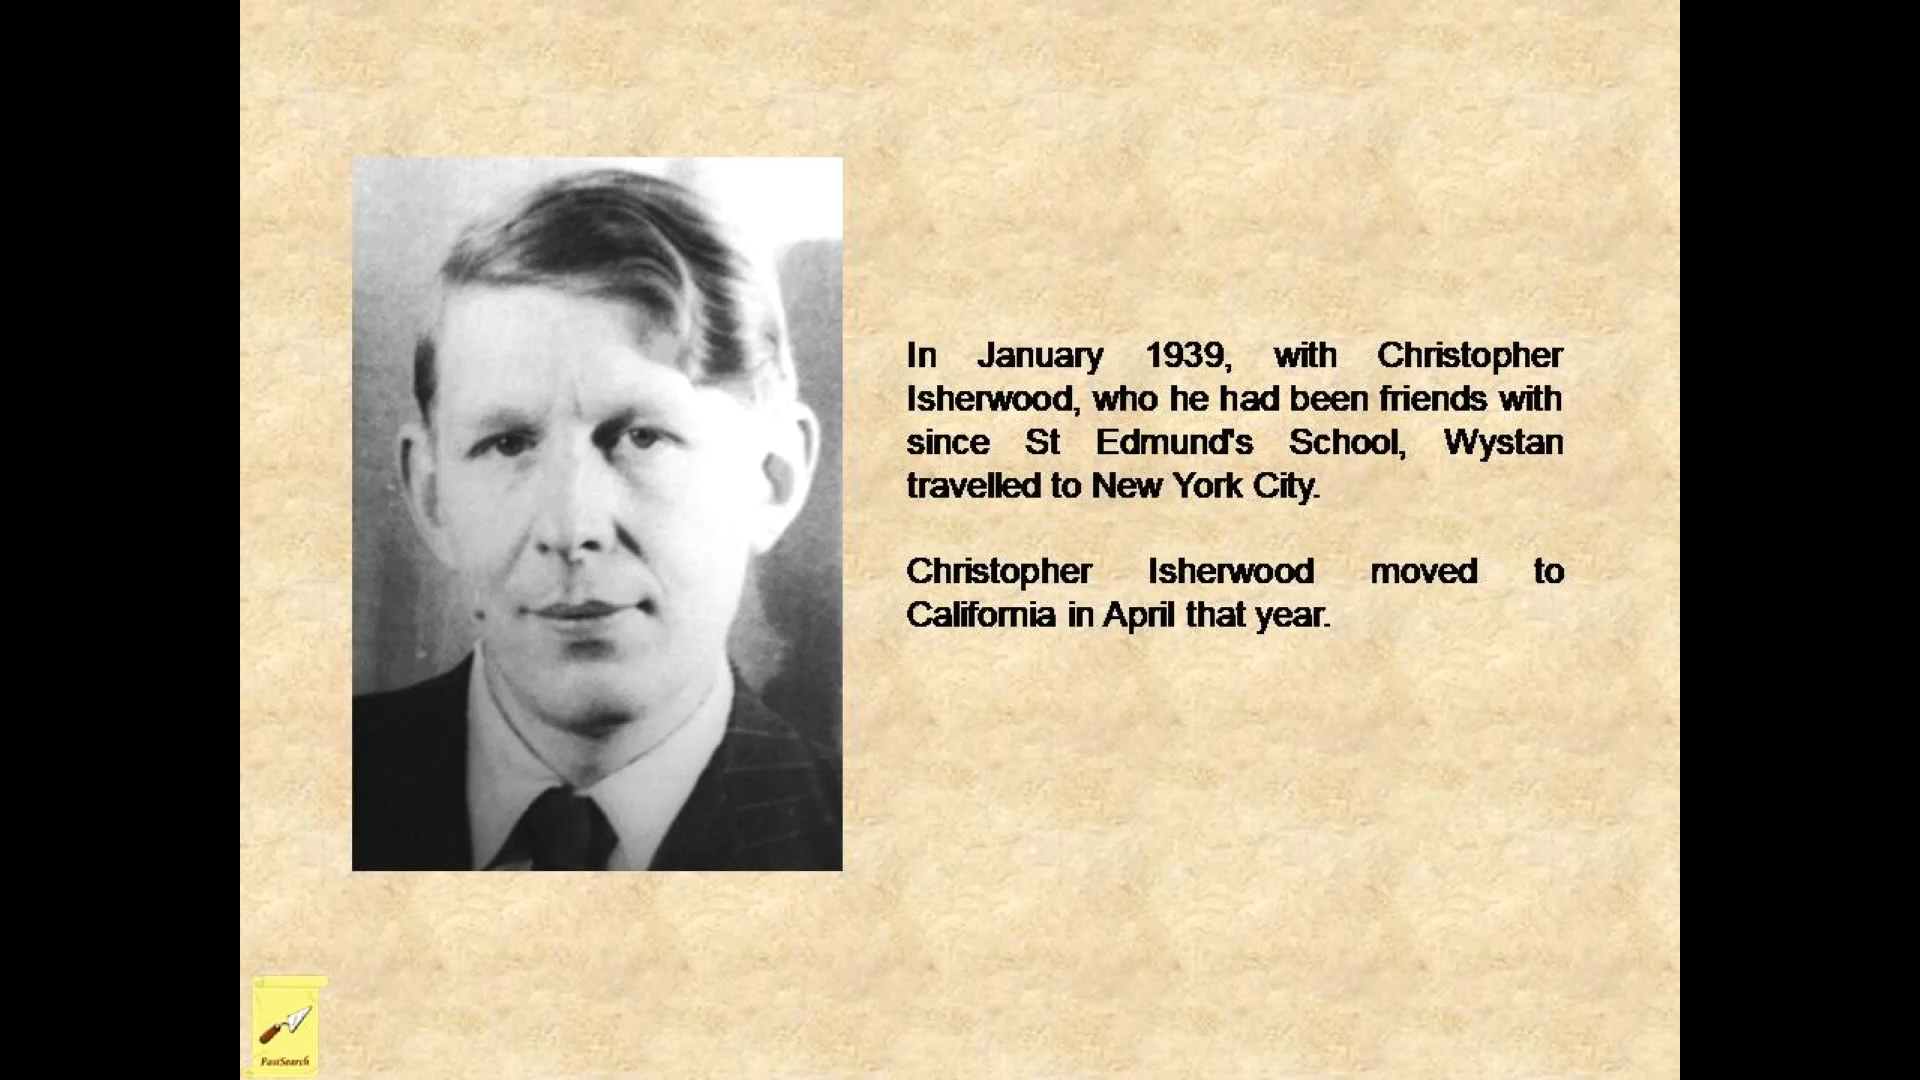 In January 1939, with Christopher
Isherwood, who he had been friends with
since St Edmund's School, Wystan
travelled to New York City.
Christopher Isherwood moved to
California in April that year.
PastSearch